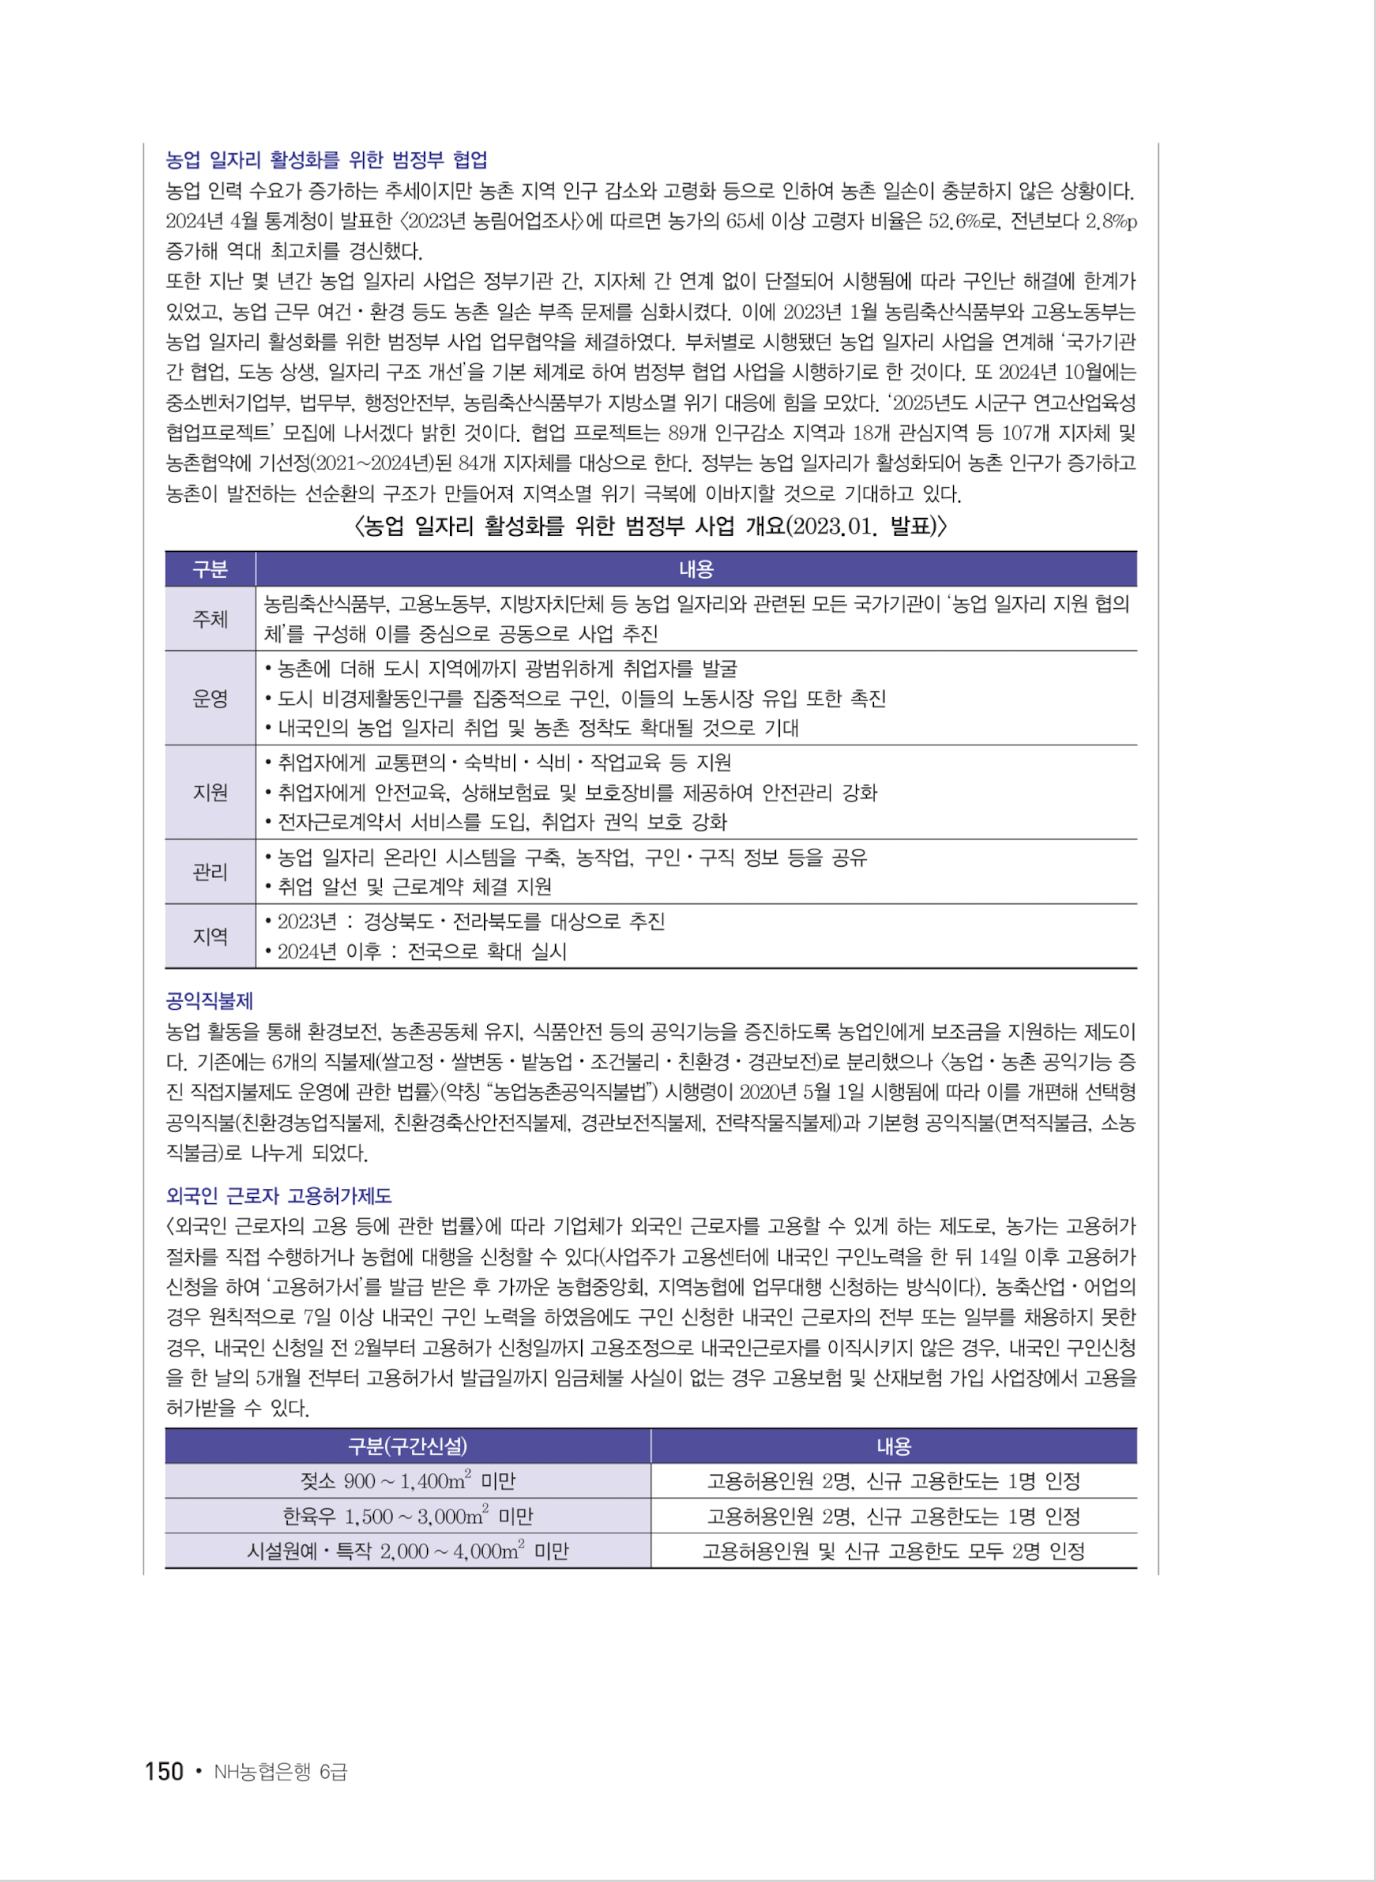 농업 일자리 활성화를 위한 범정부 협업
농업 인력 수요가 증가하는 추세이지만 농촌 지역 인구 감소와 고령화 등으로 인하여 농촌 일손이 충분하지 않은 상황이다.
2024년 4월 통계청이 발표한 〈2023년 농림어업조사〉에 따르면 농가의 65세 이상 고령자 비율은 52.6%로, 전년보다 2.8%p
증가해 역대 최고치를 경신했다.
또한 지난 몇 년간 농업 일자리 사업은 정부기관 간, 지자체 간 연계 없이 단절되어 시행됨에 따라 구인난 해결에 한계가
있었고, 농업 근무 여건・환경 등도 농촌 일손 부족 문제를 심화시켰다. 이에 2023년 1월 농림축산식품부와 고용노동부는
농업 일자리 활성화를 위한 범정부 사업 업무협약을 체결하였다. 부처별로 시행됐던 농업 일자리 사업을 연계해 ‘국가기관
간 협업, 도농 상생, 일자리 구조 개선’을 기본 체계로 하여 범정부 협업 사업을 시행하기로 한 것이다. 또 2024년 10월에는
중소벤처기업부, 법무부, 행정안전부, 농림축산식품부가 지방소멸 위기 대응에 힘을 모았다. ‘2025년도 시군구 연고산업육성
협업프로젝트’ 모집에 나서겠다 밝힌 것이다. 협업 프로젝트는 89개 인구감소 지역과 18개 관심지역 등 107개 지자체 및
농촌협약에 기선정(2021~2024년)된 84개 지자체를 대상으로 한다. 정부는 농업 일자리가 활성화되어 농촌 인구가 증가하고
농촌이 발전하는 선순환의 구조가 만들어져 지역소멸 위기 극복에 이바지할 것으로 기대하고 있다.
〈농업 일자리 활성화를 위한 범정부 사업 개요(2023.01. 발표)〉
구분 내용
주체 농림축산식품부, 고용노동부, 지방자치단체 등 농업 일자리와 관련된 모든 국가기관이 ‘농업 일자리 지원 협의
체’를 구성해 이를 중심으로 공동으로 사업 추진
• 농촌에 더해 도시 지역에까지 광범위하게 취업자를 발굴
운영 • 도시 비경제활동인구를 집중적으로 구인, 이들의 노동시장 유입 또한 촉진
• 내국인의 농업 일자리 취업 및 농촌 정착도 확대될 것으로 기대
• 취업자에게 교통편의・숙박비・식비・작업교육 등 지원
지원 • 취업자에게 안전교육, 상해보험료 및 보호장비를 제공하여 안전관리 강화
• 전자근로계약서 서비스를 도입, 취업자 권익 보호 강화
관리 • 농업 일자리 온라인 시스템을 구축, 농작업, 구인・구직 정보 등을 공유
• 취업 알선 및 근로계약 체결 지원
지역 • 2023년 : 경상북도・전라북도를 대상으로 추진
• 2024년 이후 : 전국으로 확대 실시
공익직불제
농업 활동을 통해 환경보전, 농촌공동체 유지, 식품안전 등의 공익기능을 증진하도록 농업인에게 보조금을 지원하는 제도이
다. 기존에는 6개의 직불제(쌀고정・쌀변동・밭농업・조건불리・친환경・경관보전)로 분리했으나 〈농업・농촌 공익기능 증
진 직접지불제도 운영에 관한 법률〉(약칭 “농업농촌공익직불법”) 시행령이 2020년 5월 1일 시행됨에 따라 이를 개편해 선택형
공익직불(친환경농업직불제, 친환경축산안전직불제, 경관보전직불제, 전략작물직불제)과 기본형 공익직불(면적직불금, 소농
직불금)로 나누게 되었다.
외국인 근로자 고용허가제도
〈외국인 근로자의 고용 등에 관한 법률〉에 따라 기업체가 외국인 근로자를 고용할 수 있게 하는 제도로, 농가는 고용허가
절차를 직접 수행하거나 농협에 대행을 신청할 수 있다(사업주가 고용센터에 내국인 구인노력을 한 뒤 14일 이후 고용허가
신청을 하여 ‘고용허가서’를 발급 받은 후 가까운 농협중앙회, 지역농협에 업무대행 신청하는 방식이다). 농축산업・어업의
경우 원칙적으로 7일 이상 내국인 구인 노력을 하였음에도 구인 신청한 내국인 근로자의 전부 또는 일부를 채용하지 못한
경우, 내국인 신청일 전 2월부터 고용허가 신청일까지 고용조정으로 내국인근로자를 이직시키지 않은 경우, 내국인 구인신청
을 한 날의 5개월 전부터 고용허가서 발급일까지 임금체불 사실이 없는 경우 고용보험 및 산재보험 가입 사업장에서 고용을
허가받을 수 있다.
구분(구간신설) 내용
젖소 900～1,400m² 미만 고용허용인원 2명, 신규 고용한도는 1명 인정
한육우 1,500～3,000m² 미만 고용허용인원 2명, 신규 고용한도는 1명 인정
시설원예・특작 2,000～4,000m² 미만 고용허용인원 및 신규 고용한도 모두 2명 인정
150 • NH농협은행 6급